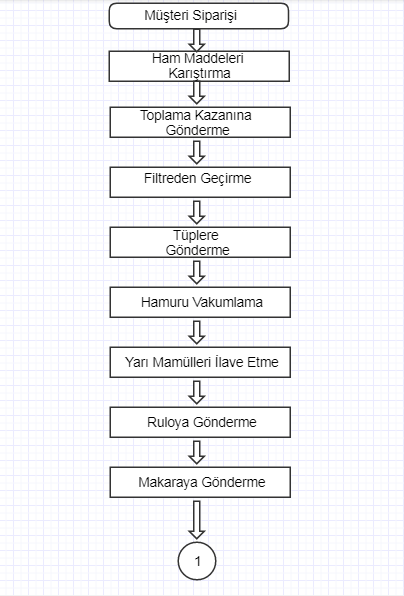 Müşteri Siparişi
Ham Maddeleri
Karıştırma
Toplama Kazanına
Gönderme
Filtreden Geçirme
Tüplere
Gönderme
Hamuru Vakumlama
Yarı Mamülleri İlave Etme
Ruloya Gönderme
Makaraya Gönderme
1